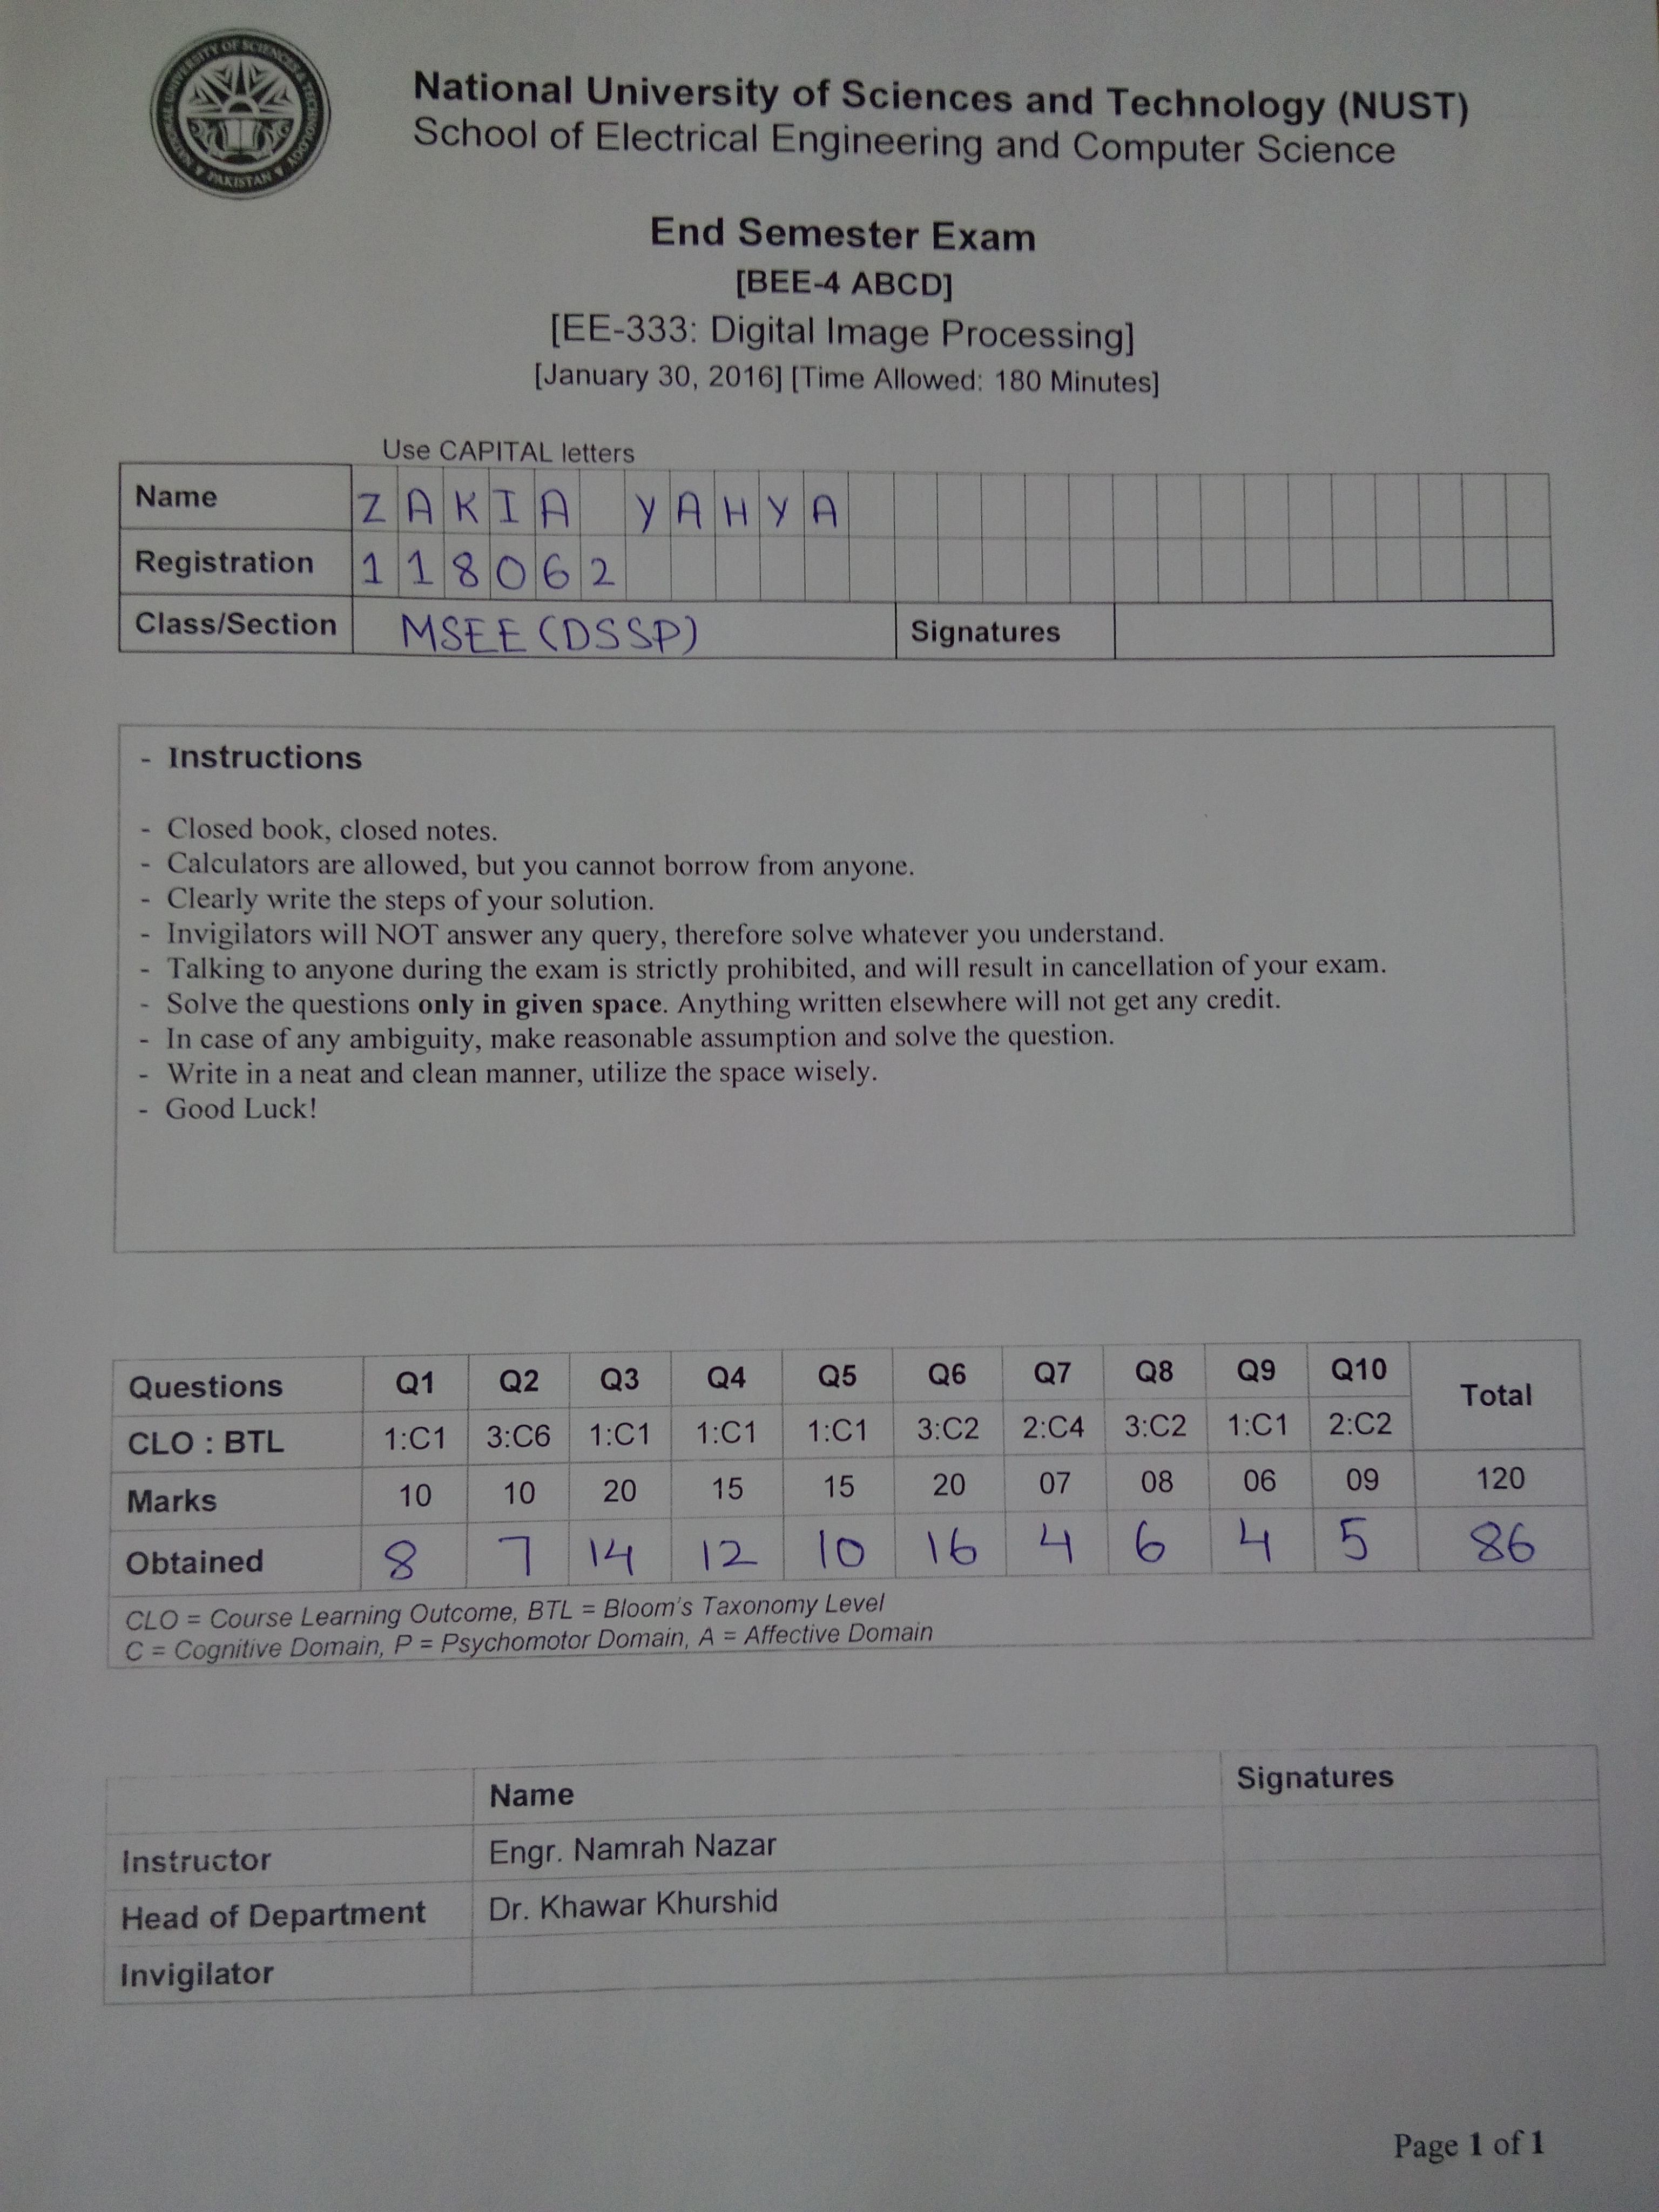 NATIONAL UNIVERSITY OF SCIENCES & TECHNOLOGY
PAKISTAN
National University of Sciences and Technology (NUST)
School of Electrical Engineering and Computer Science
End Semester Exam
[BEE-4 ABCD]
[EE-333: Digital Image Processing]
[January 30, 2016] [Time Allowed: 180 Minutes]
Use CAPITAL letters
Name ZAKIA YAHYA
Registration 118062
Class/Section MSEE (DSSP) Signatures
- Instructions
- Closed book, closed notes.
- Calculators are allowed, but you cannot borrow from anyone.
- Clearly write the steps of your solution.
- Invigilators will NOT answer any query, therefore solve whatever you understand.
- Talking to anyone during the exam is strictly prohibited, and will result in cancellation of your exam.
- Solve the questions only in given space. Anything written elsewhere will not get any credit.
- In case of any ambiguity, make reasonable assumption and solve the question.
- Write in a neat and clean manner, utilize the space wisely.
- Good Luck!
Questions Q1 Q2 Q3 Q4 Q5 Q6 Q7 Q8 Q9 Q10 Total
CLO : BTL 1:C1 3:C6 1:C1 1:C1 1:C1 3:C2 2:C4 3:C2 1:C1 2:C2
Marks 10 10 20 15 15 20 07 08 06 09 120
Obtained 8 7 14 12 10 16 4 6 4 5 86
CLO = Course Learning Outcome, BTL = Bloom's Taxonomy Level
C = Cognitive Domain, P = Psychomotor Domain, A = Affective Domain
Name Signatures
Instructor Engr. Namrah Nazar
Head of Department Dr. Khawar Khurshid
Invigilator
Page 1 of 1